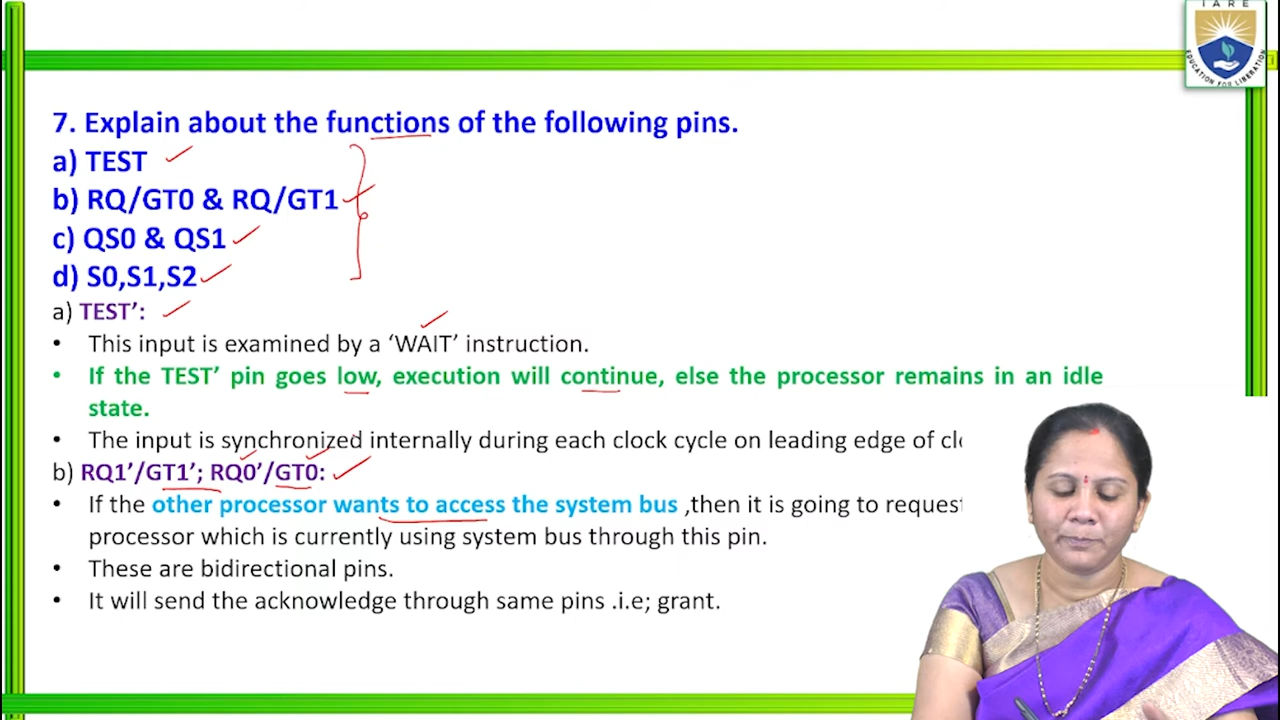 IARE
EDUCATION FOR LIBERATION
7. Explain about the functions of the following pins.
a) TEST
b) RQ/GT0 & RQ/GT1
c) QS0 & QS1
d) S0,S1,S2
a) TEST’:
• This input is examined by a ‘WAIT’ instruction.
• If the TEST’ pin goes low, execution will continue, else the processor remains in an idle
state.
• The input is synchronized internally during each clock cycle on leading edge of
b) RQ1’/GT1’; RQ0’/GT0:
• If the other processor wants to access the system bus ,then it is going to request
processor which is currently using system bus through this pin.
• These are bidirectional pins.
• It will send the acknowledge through same pins .i.e; grant.